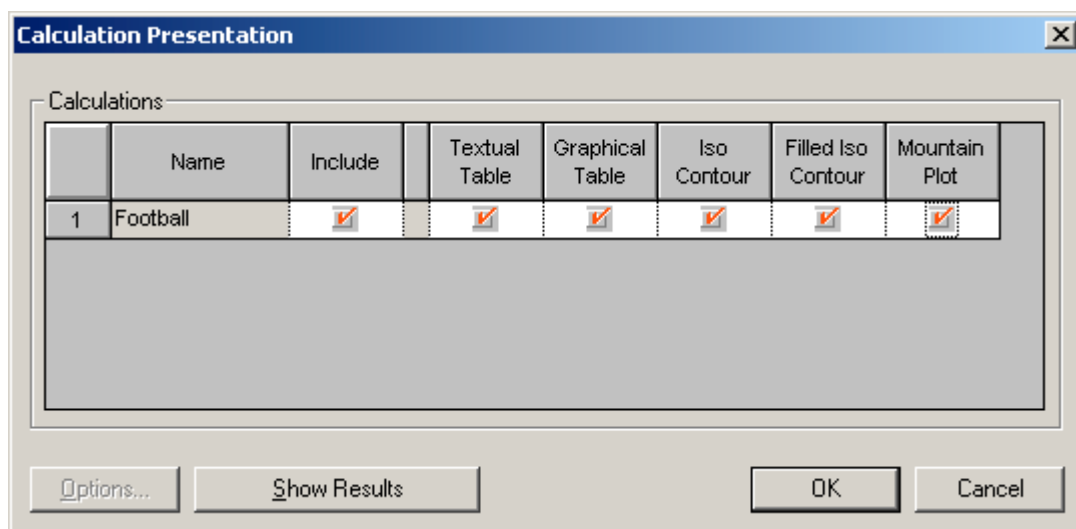 Calculation Presentation
Calculations
Name
Include
Textual
Table
Graphical
Table
Iso
Contour
Filled Iso
Contour
Mountain
Plot
1 Football
Options... Show Results OK Cancel